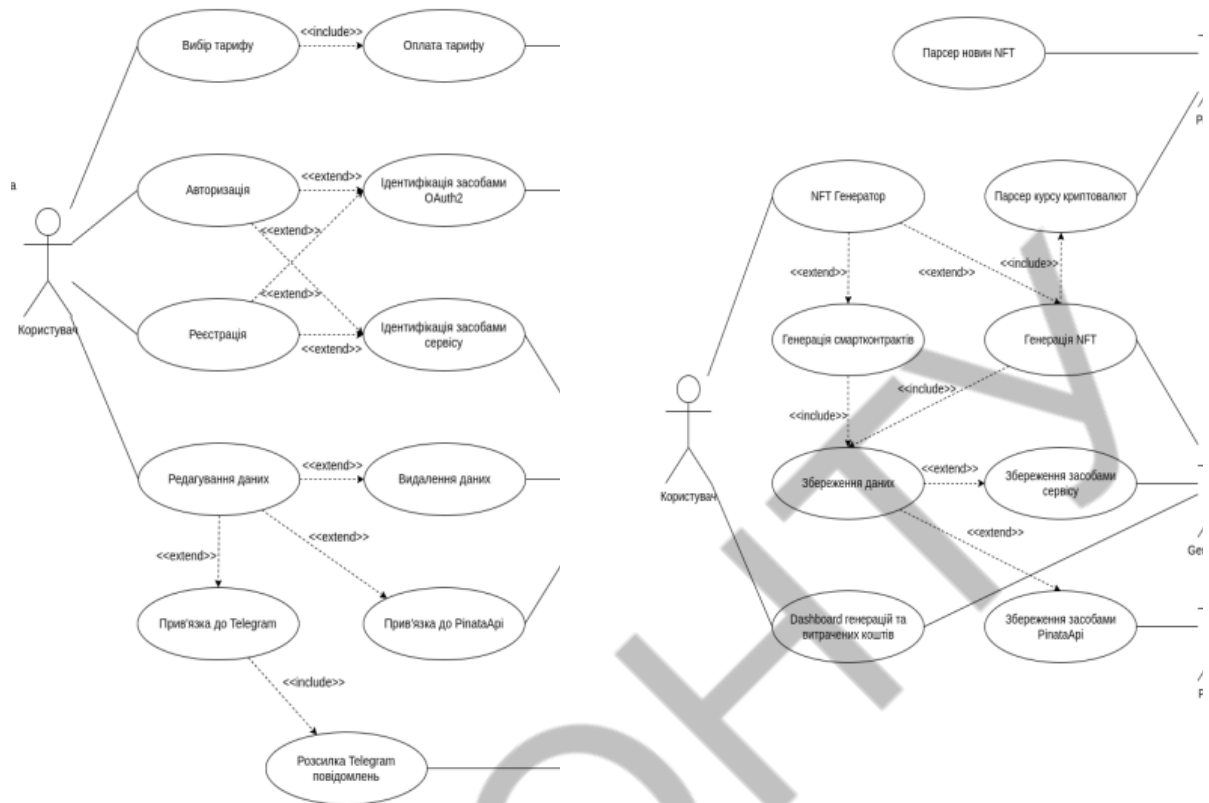 Вибір тарифу
<<include>>
Оплата тарифу
а
Авторизація
<<extend>>
Ідентифікація засобами
OAuth2
<<extend>>
<<extend>>
Користувач
Реєстрація
<<extend>>
Ідентифікація засобами
сервісу
Редагування даних
<<extend>>
Видалення даних
<<extend>>
<<extend>>
Прив'язка до Telegram
Прив'язка до PinataApi
<<include>>
Розсилка Telegram
повідомлень
Парсер новин NFT
P
NFT Генератор
Парсер курсу криптовалют
<<extend>>
<<extend>>
<<include>>
Генерація смартконтрактів
Генерація NFT
<<include>>
<<include>>
Користувач
Збереження даних
<<extend>>
Збереження засобами
сервісу
<<extend>>
Ge
Dashboard генерацій та
витрачених коштів
Збереження засобами
PinataApi
P
ОНТУ